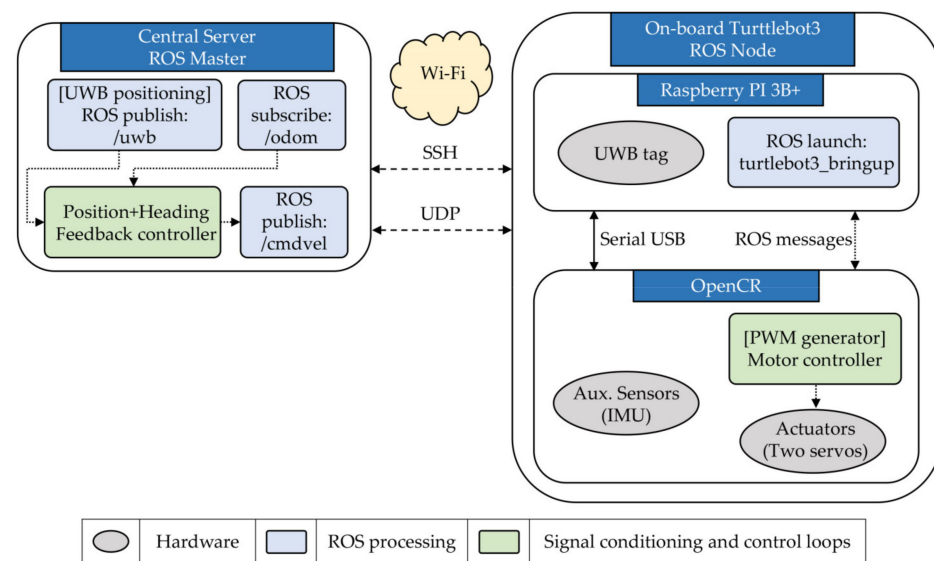 Central Server
ROS Master
[UWB positioning]
ROS publish:
/uwb
ROS
subscribe:
/odom
Position+Heading
Feedback controller
ROS
publish:
/cmdvel
Wi-Fi
SSH
UDP
On-board Turttlebot3
ROS Node
Raspberry PI 3B+
UWB tag
ROS launch:
turtlebot3_bringup
Serial USB
ROS messages
OpenCR
[PWM generator]
Motor controller
Aux. Sensors
(IMU)
Actuators
(Two servos)
Hardware
ROS processing
Signal conditioning and control loops